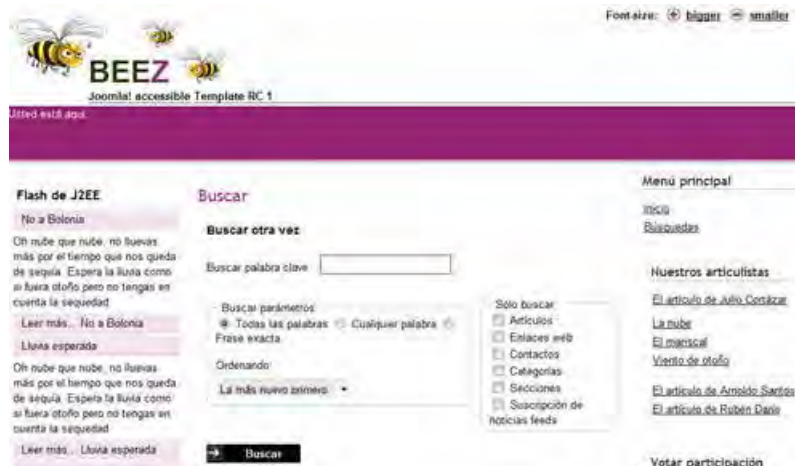 Font size: bigger smaller
BEEZ
Joomla! accessible Template RC 1
Usted está aquí:
Flash de J2EE
No a Bolonia
Oh nube que nube, no lluevas
más por el tiempo que nos queda
de sequía. Espera la lluvia como
si fuera otoño pero no tengas en
cuenta la sequedad
Leer más... No a Bolonia
Lluvia esperada
Oh nube que nube, no lluevas
más por el tiempo que nos queda
de sequía. Espera la lluvia como
si fuera otoño pero no tengas en
cuenta la sequedad
Leer más... Lluvia esperada
Buscar
Buscar otra vez
Buscar palabra clave
Buscar parámetros
Todas las palabras Cualquier palabra
Frase exacta
Ordenando
La más nuevo primero
Sólo buscar
Artículos
Enlaces web
Contactos
Categorías
Secciones
Suscripción de
noticias feeds
Buscar
Menú principal
Inicio
Búsquedas
Nuestros articulistas
El artículo de Julio Cortázar
La nube
El mariscal
Viento de otoño
El artículo de Arnoldo Santos
El artículo de Rubén Darío
Votar participación